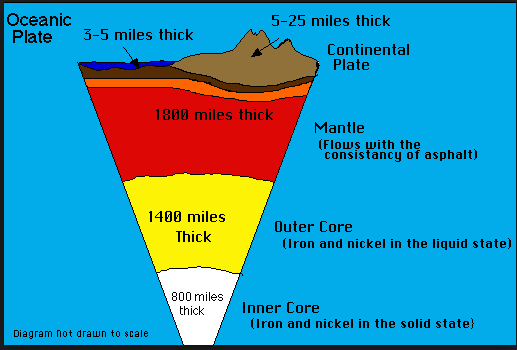 Oceanic
Plate
3-5 miles thick
5-25 miles thick
Continental
Plate
1800 miles thick
Mantle
(Flows with the
consistancy of asphalt)
1400 miles
Thick
Outer Core
(Iron and nickel in the liquid state)
800 miles
thick
Inner Core
(Iron and nickel in the solid state)
Diagram not drawn to scale